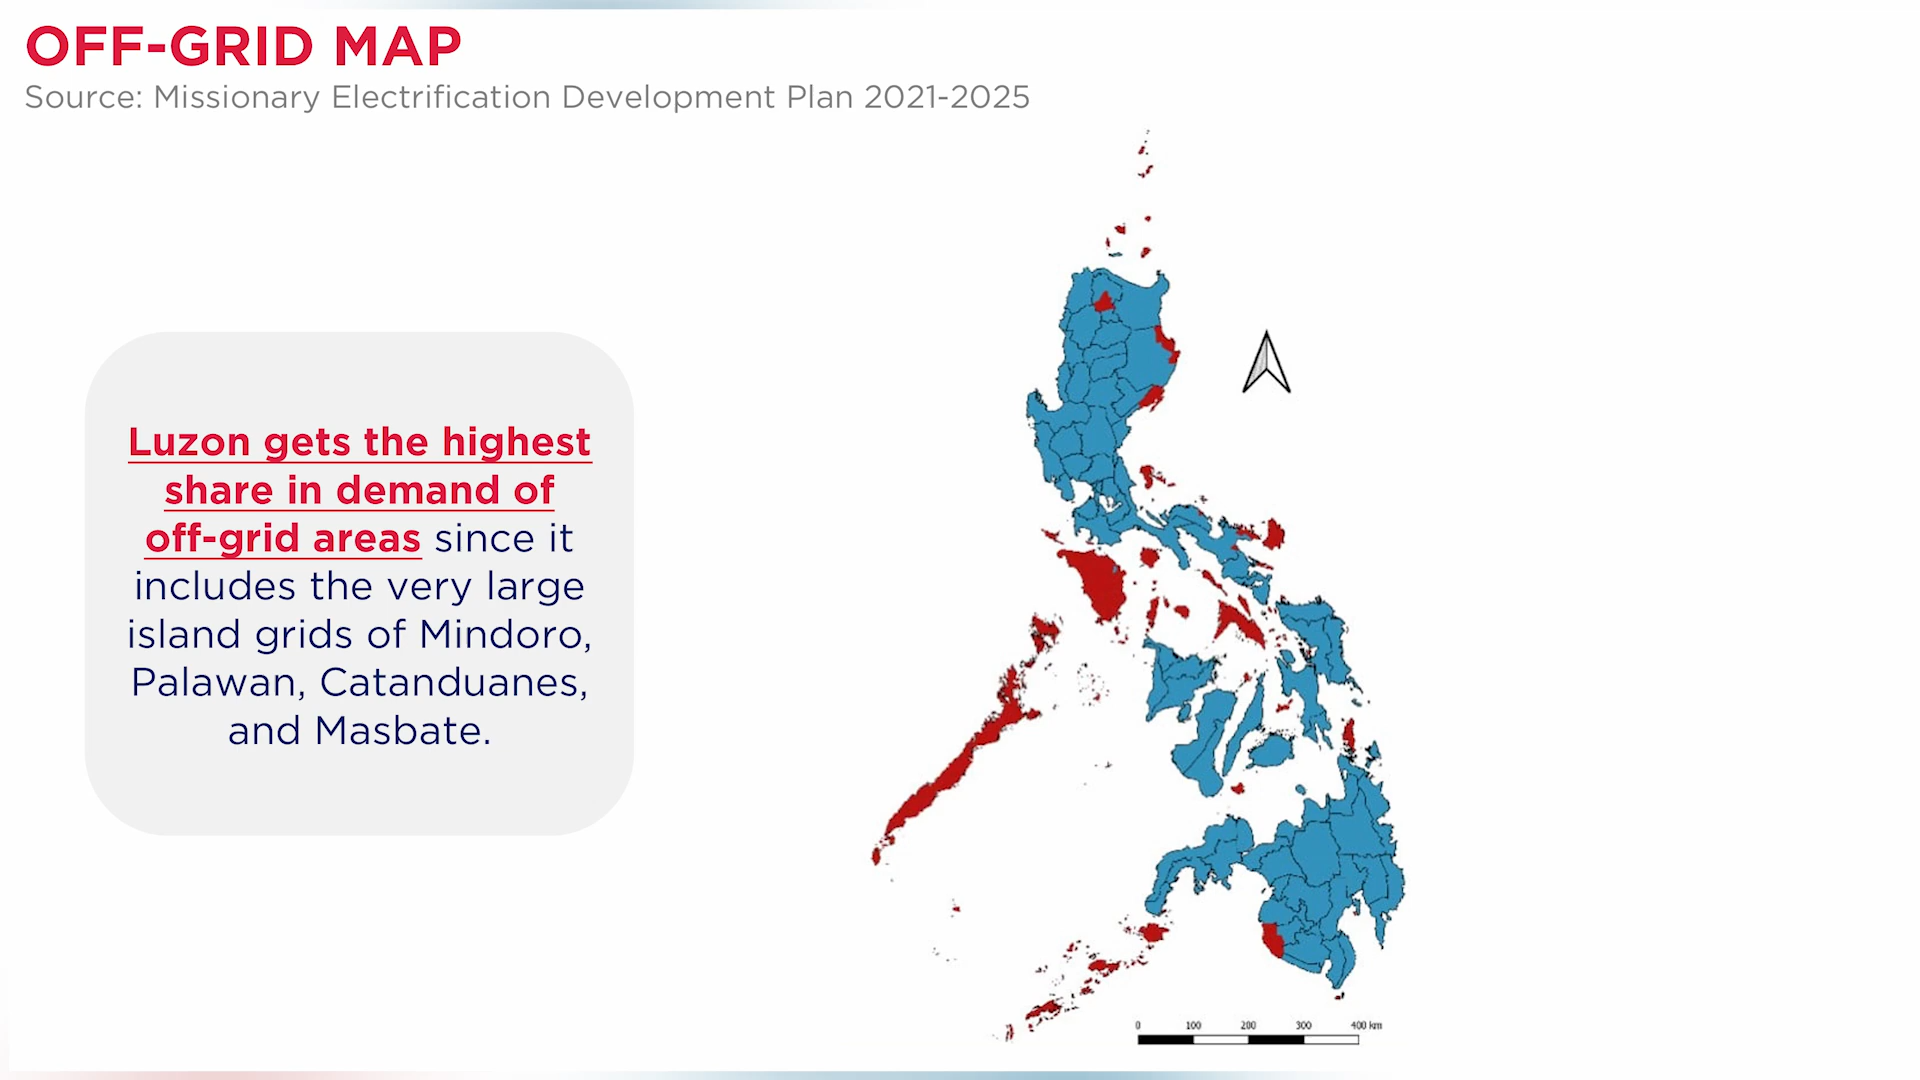 OFF-GRID MAP
Source: Missionary Electrification Development Plan 2021-2025
Luzon gets the highest
share in demand of
off-grid areas since it
includes the very large
island grids of Mindoro,
Palawan, Catanduanes,
and Masbate.
0 100 200 300 400 km